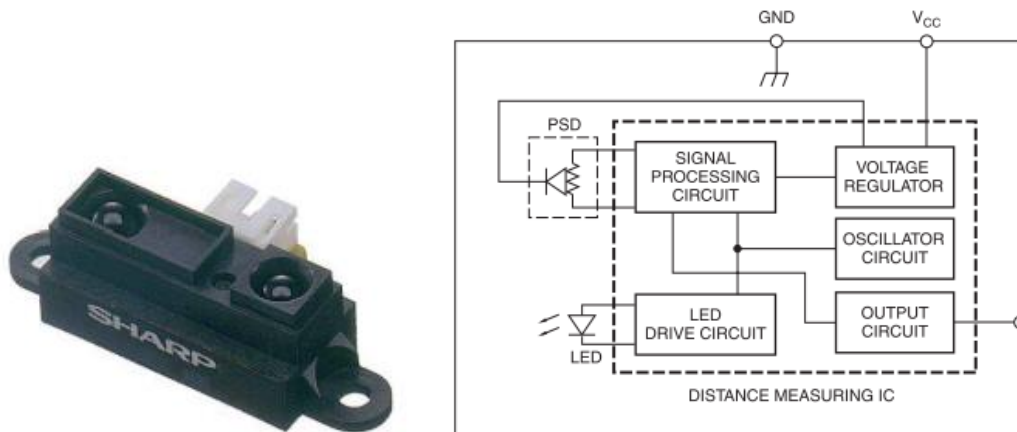 GND
V_CC
PSD
SIGNAL
PROCESSING
CIRCUIT
VOLTAGE
REGULATOR
OSCILLATOR
CIRCUIT
LED
DRIVE CIRCUIT
OUTPUT
CIRCUIT
LED
DISTANCE MEASURING IC
SHARP